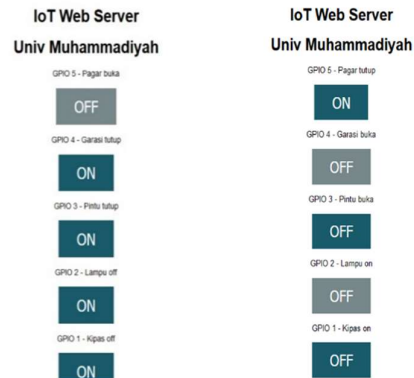 IoT Web Server
Univ Muhammadiyah
GPIO 5 - Pagar buka
OFF
GPIO 4 - Garasi tutup
ON
GPIO 3 - Pintu tutup
ON
GPIO 2 - Lampu off
ON
GPIO 1 - Kipas off
ON
IoT Web Server
Univ Muhammadiyah
GPIO 5 - Pagar tutup
ON
GPIO 4 - Garasi buka
OFF
GPIO 3 - Pintu buka
OFF
GPIO 2 - Lampu on
OFF
GPIO 1 - Kipas on
OFF